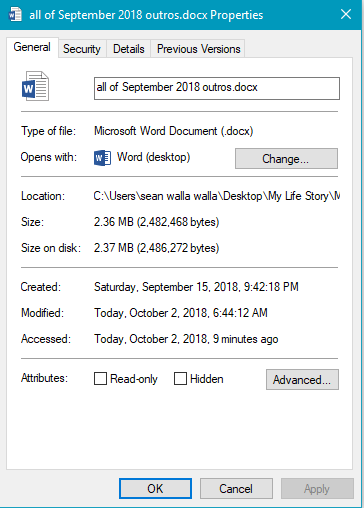 all of September 2018 outros.docx Properties
General Security Details Previous Versions
all of September 2018 outros.docx
Type of file: Microsoft Word Document (.docx)
Opens with: Word (desktop) Change...
Location: C:\Users\sean walla walla\Desktop\My Life Story\M
Size: 2.36 MB (2,482,468 bytes)
Size on disk: 2.37 MB (2,486,272 bytes)
Created: Saturday, September 15, 2018, 9:42:18 PM
Modified: Today, October 2, 2018, 6:44:12 AM
Accessed: Today, October 2, 2018, 9 minutes ago
Attributes: Read-only Hidden Advanced...
OK Cancel Apply